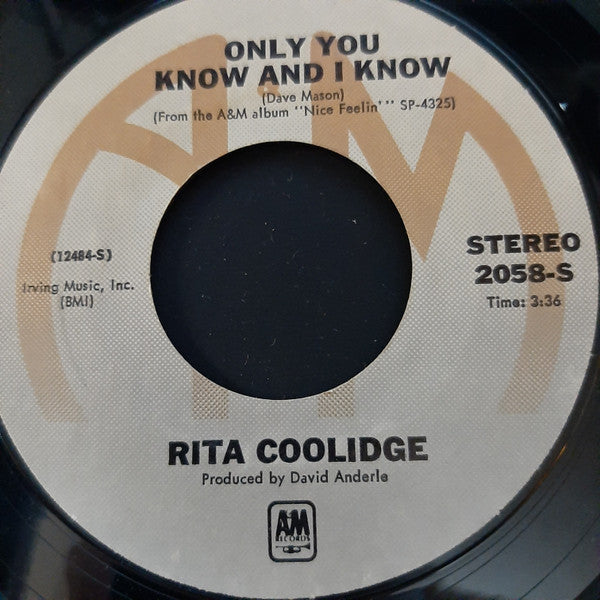 ONLY YOU
KNOW AND I KNOW
(Dave Mason)
(From the A&M album "Nice Feelin'" SP-4325)
(12484-S)
Irving Music, Inc.
(BMI)
STEREO
2058-S
Time: 3:36
RITA COOLIDGE
Produced by David Anderle
A&M
RECORDS